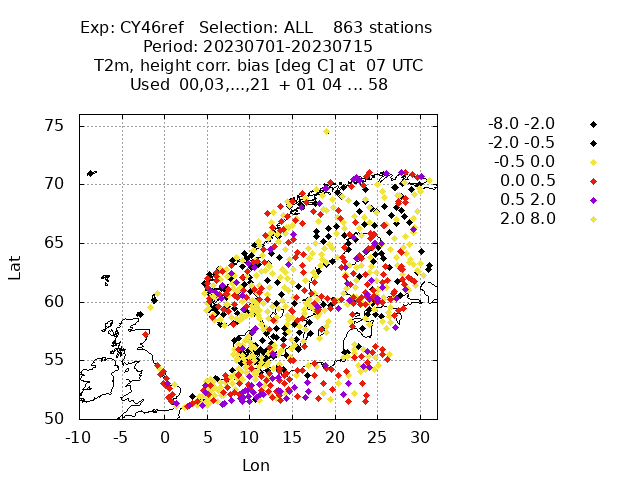 Exp: CY46ref   Selection: ALL    863 stations
Period: 20230701-20230715
T2m, height corr. bias [deg C] at  07 UTC
Used  00,03,...,21  + 01 04 ... 58
75
70
65
60
55
50
Lat
-10 -5 0 5 10 15 20 25 30
Lon
-8.0 -2.0
-2.0 -0.5
-0.5 0.0
0.0 0.5
0.5 2.0
2.0 8.0